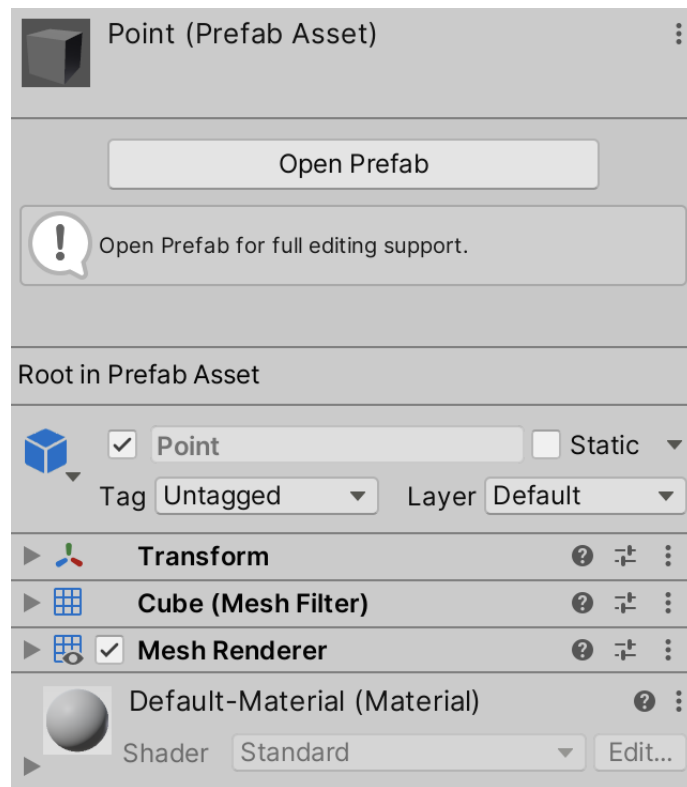 Point (Prefab Asset)
Open Prefab
Open Prefab for full editing support.
Root in Prefab Asset
Point
Static
Tag Untagged Layer Default
Transform
Cube (Mesh Filter)
Mesh Renderer
Default-Material (Material)
Shader Standard Edit...